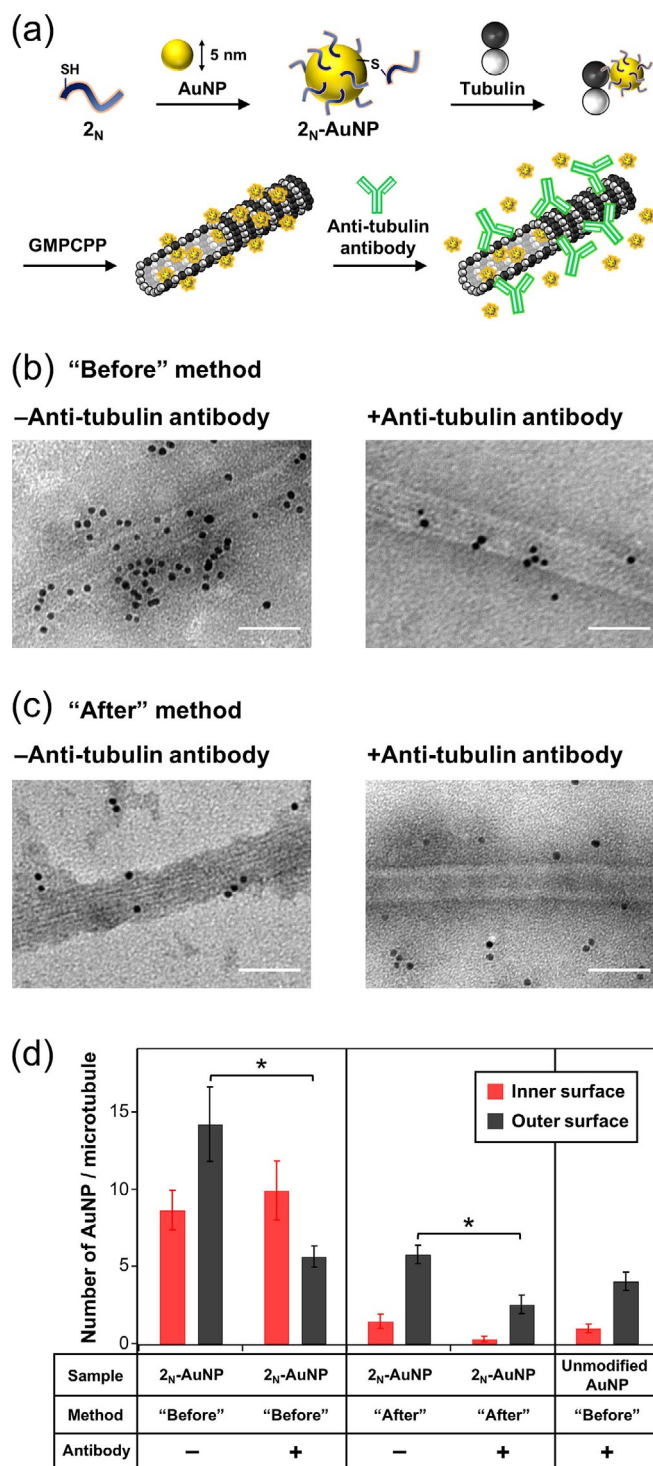 (a)
SH
2N
5 nm
AuNP
S
2N-AuNP
Tubulin
GMPCPP
Anti-tubulin
antibody
(b) “Before” method
–Anti-tubulin antibody
+Anti-tubulin antibody
(c) “After” method
–Anti-tubulin antibody
+Anti-tubulin antibody
(d)
Number of AuNP / microtubule
15
10
5
0
*
*
Inner surface
Outer surface
Sample 2N-AuNP 2N-AuNP 2N-AuNP 2N-AuNP Unmodified AuNP
Method “Before” “Before” “After” “After” “Before”
Antibody – + – + +